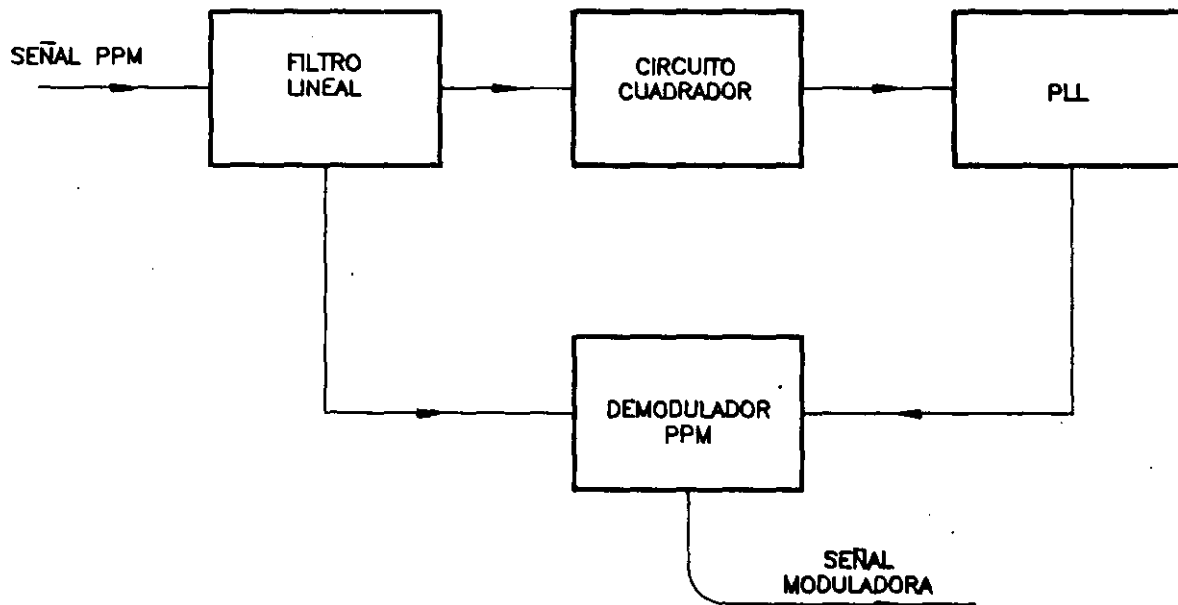 SEÑAL PPM
FILTRO
LINEAL
CIRCUITO
CUADRADOR
PLL
DEMODULADOR
PPM
SEÑAL
MODULADORA